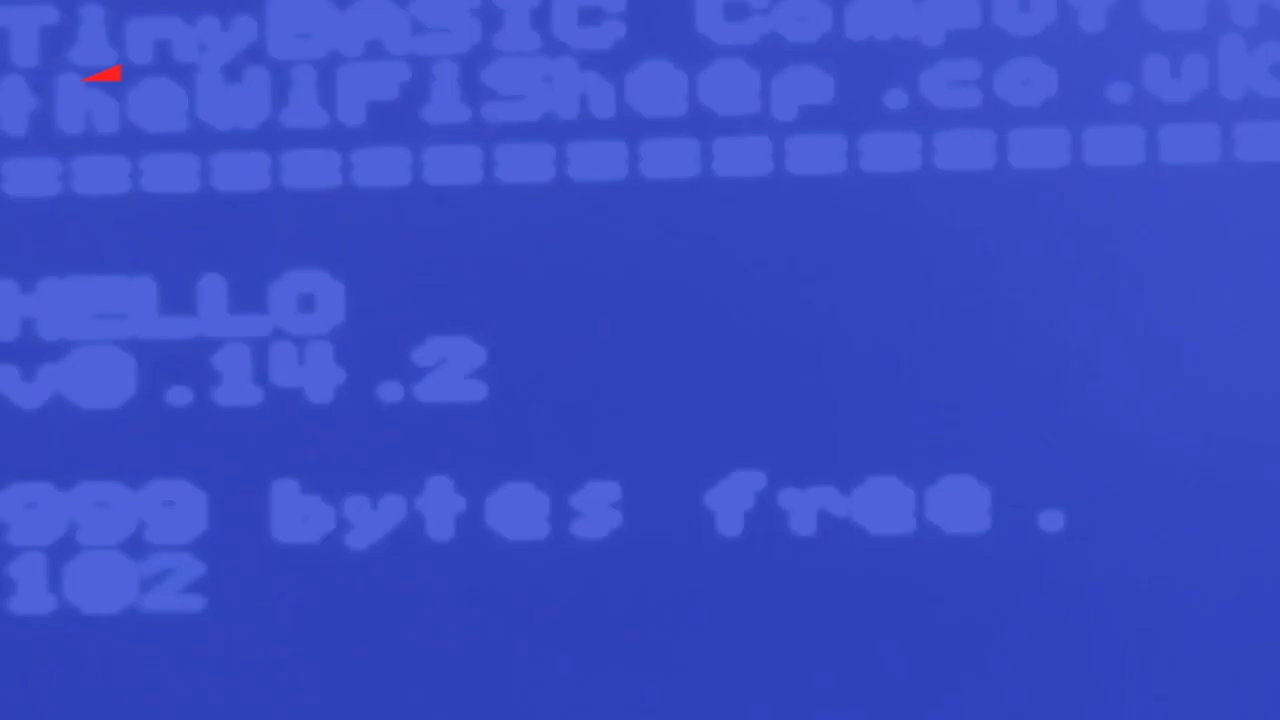 TinyBASIC Computer
theWiFiSheep.co.uk
==================
HELLO
v0.14.2
999 bytes free.
102